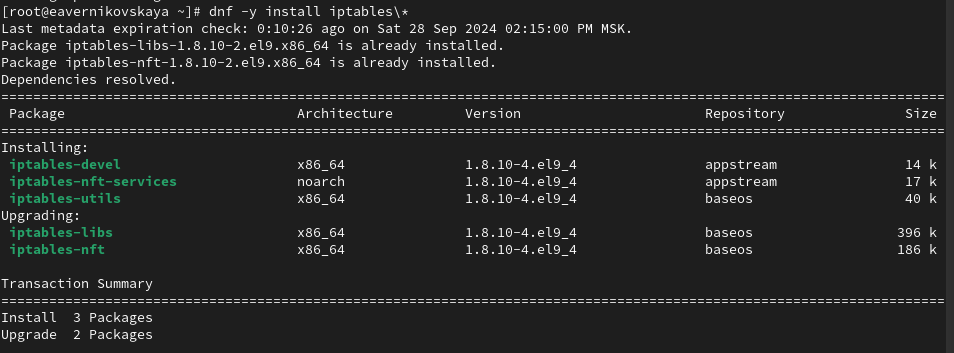 [root@eavernikovskaya ~]# dnf -y install iptables\*
Last metadata expiration check: 0:10:26 ago on Sat 28 Sep 2024 02:15:00 PM MSK.
Package iptables-libs-1.8.10-2.el9.x86_64 is already installed.
Package iptables-nft-1.8.10-2.el9.x86_64 is already installed.
Dependencies resolved.
================================================================================
Package Architecture Version Repository Size
================================================================================
Installing:
iptables-devel x86_64 1.8.10-4.el9_4 appstream 14 k
iptables-nft-services noarch 1.8.10-4.el9_4 appstream 17 k
iptables-utils x86_64 1.8.10-4.el9_4 baseos 40 k
Upgrading:
iptables-libs x86_64 1.8.10-4.el9_4 baseos 396 k
iptables-nft x86_64 1.8.10-4.el9_4 baseos 186 k
Transaction Summary
================================================================================
Install 3 Packages
Upgrade 2 Packages